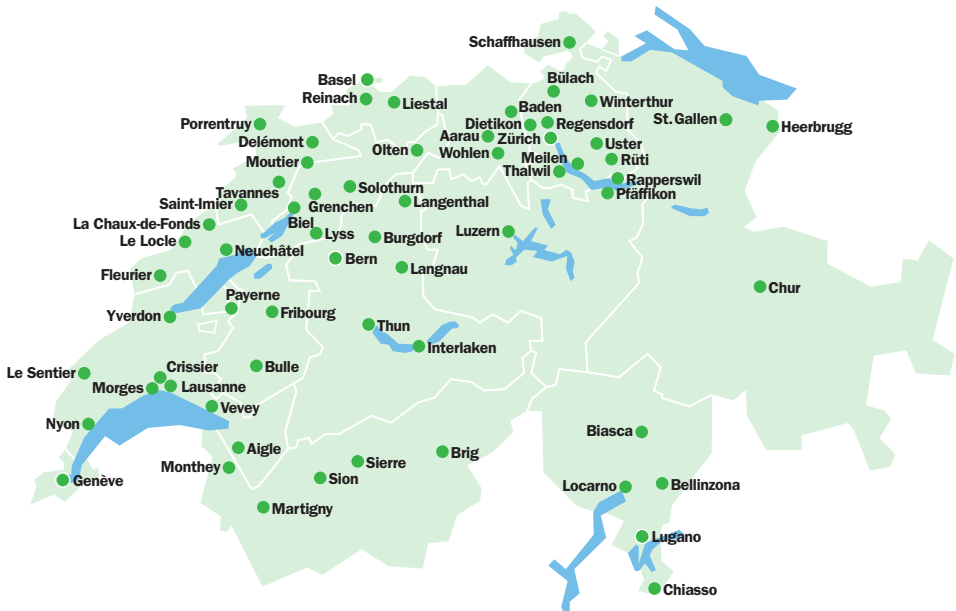 Schaffhausen
Basel
Bülach
Reinach
Liestal
Winterthur
Baden
Porrentruy
Dietikon
Regensdorf
St. Gallen
Heerbrugg
Delémont
Aarau
Zürich
Uster
Olten
Wohlen
Meilen
Rüti
Moutier
Thalwil
Rapperswil
Tavannes
Solothurn
Pfäffikon
Saint-Imier
Grenchen
Langenthal
La Chaux-de-Fonds
Biel
Lyss
Burgdorf
Luzern
Le Locle
Neuchâtel
Bern
Langnau
Fleurier
Chur
Payerne
Yverdon
Fribourg
Thun
Interlaken
Le Sentier
Crissier
Bulle
Morges
Lausanne
Vevey
Nyon
Biasca
Aigle
Brig
Monthey
Sierre
Genève
Sion
Locarno
Bellinzona
Martigny
Lugano
Chiasso